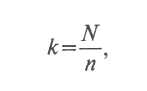 k = N/n,